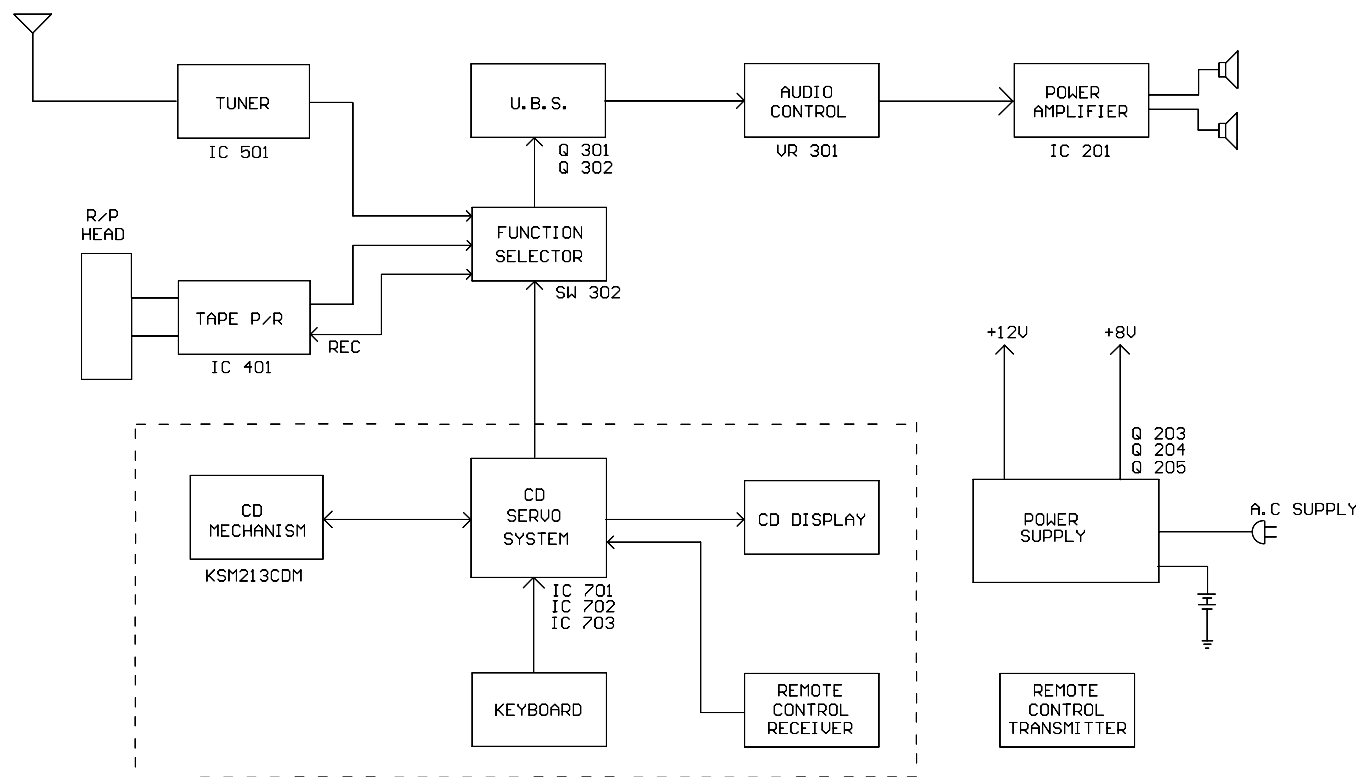 TUNER
IC 501
U.B.S.
Q 301
Q 302
AUDIO
CONTROL
VR 301
POWER
AMPLIFIER
IC 201
R/P
HEAD
TAPE P/R
IC 401
REC
FUNCTION
SELECTOR
SW 302
+12V
+8V
Q 203
Q 204
Q 205
POWER
SUPPLY
A.C SUPPLY
CD
MECHANISM
KSM213CDM
CD
SERVO
SYSTEM
IC 701
IC 702
IC 703
CD DISPLAY
KEYBOARD
REMOTE
CONTROL
RECEIVER
REMOTE
CONTROL
TRANSMITTER